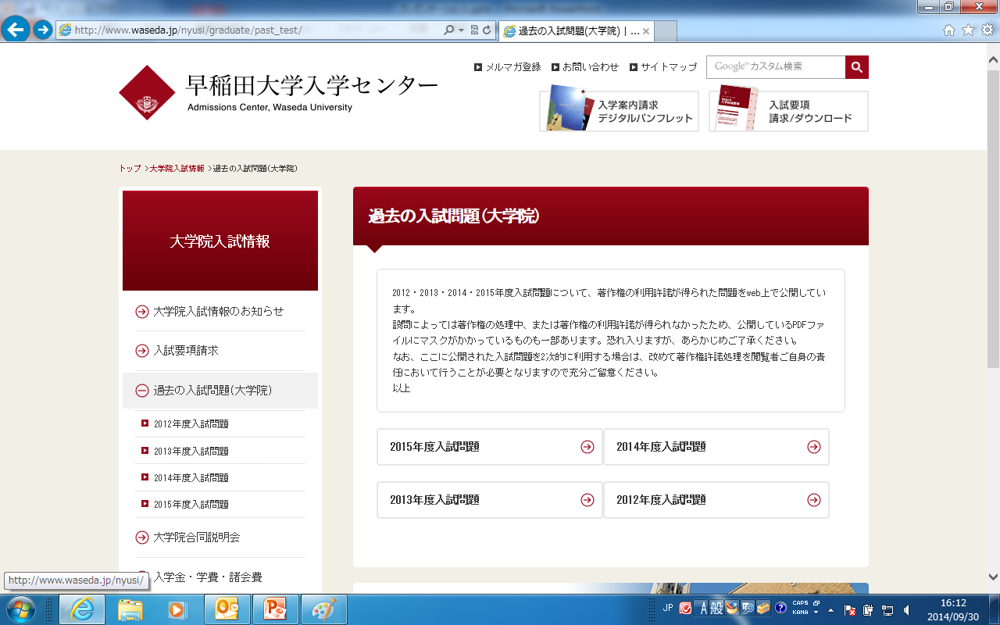 http://www.waseda.jp/nyusi/graduate/past_test/
過去の入試問題(大学院) | ...
メルマガ登録 お問い合わせ サイトマップ
Google™カスタム検索
早稲田大学入学センター
Admissions Center, Waseda University
入学案内請求
デジタルパンフレット
入試要項
請求/ダウンロード
トップ >大学院入試情報 >過去の入試問題(大学院)
大学院入試情報
大学院入試情報のお知らせ
入試要項請求
過去の入試問題(大学院)
2012年度入試問題
2013年度入試問題
2014年度入試問題
2015年度入試問題
大学院合同説明会
入学金・学費・諸会費
過去の入試問題(大学院)
2012・2013・2014・2015年度入試問題について、著作権の利用許諾が得られた問題をweb上で公開してい
ます。
設問によっては著作権の処理中、または著作権の利用許諾が得られなかったため、公開しているPDFファ
イルにマスクがかかっているものも一部あります。恐れ入りますが、あらかじめご了承ください。
なお、ここに公開された入試問題を2次的に利用する場合は、改めて著作権許諾処理を閲覧者ご自身の責
任において行うことが必要となりますので充分ご留意ください。
以上
2015年度入試問題 2014年度入試問題
2013年度入試問題 2012年度入試問題
http://www.waseda.jp/nyusi/
JP A 般 CAPS KANA
16:12
2014/09/30